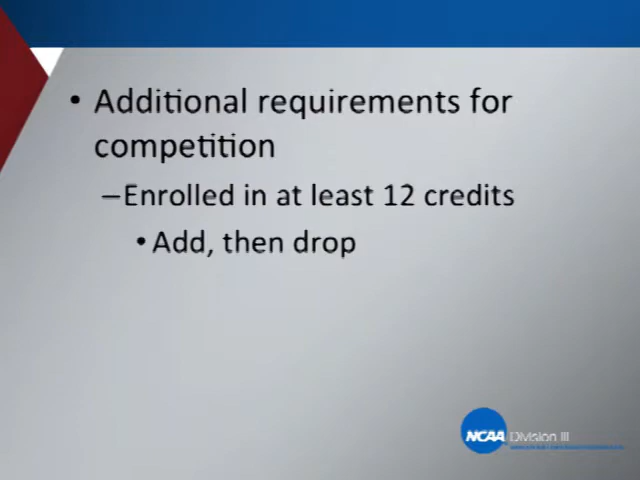 • Additional requirements for
competition
–Enrolled in at least 12 credits
• Add, then drop
NCAA Division III